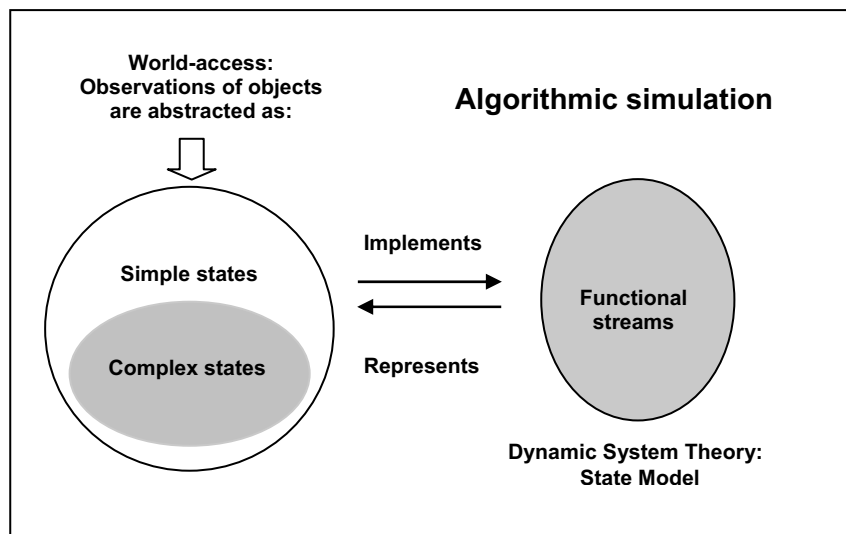 World-access:
Observations of objects
are abstracted as:
Algorithmic simulation
Implements
Simple states
Functional
streams
Complex states
Represents
Dynamic System Theory:
State Model